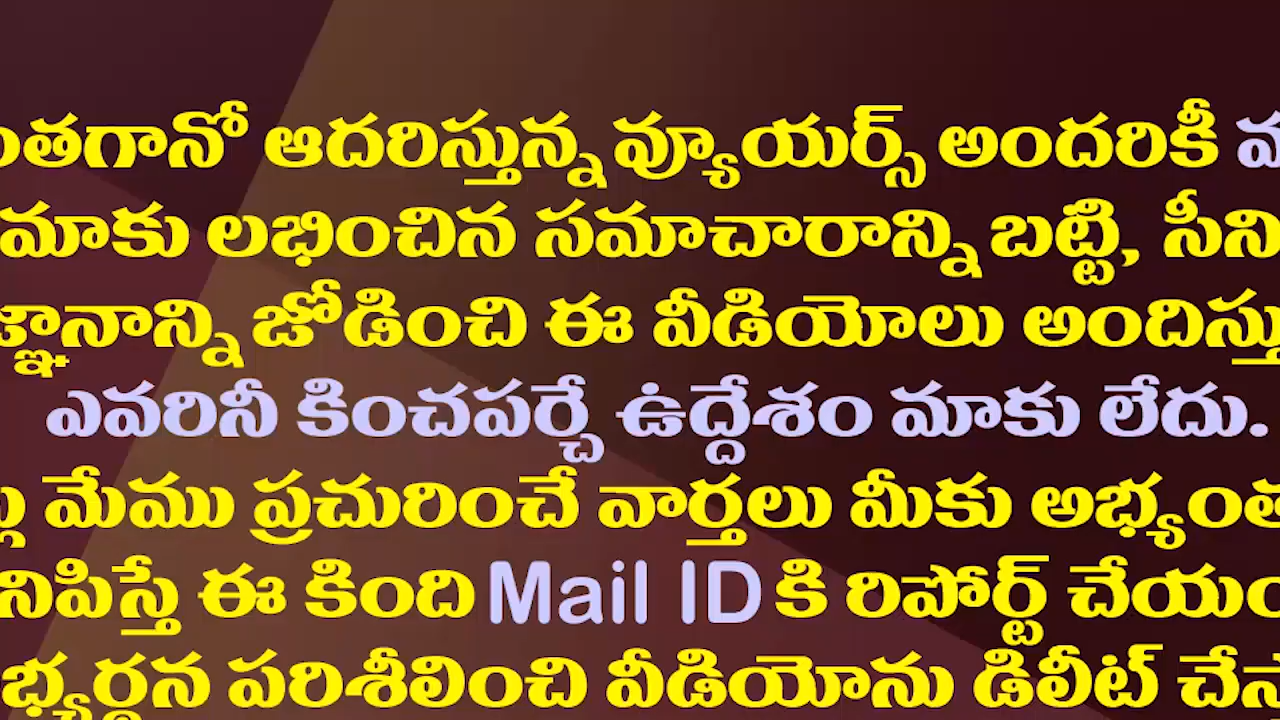 ంతగానో ఆదరిస్తున్న వ్యూయర్స్ అందరికీ
మాకు లభించిన సమాచారాన్ని బట్టి, సీని
జ్ఞానాన్ని జోడించి ఈ వీడియోలు అందిస్తు
ఎవరినీ కించపర్చే ఉద్దేశం మాకు లేదు.
మేము ప్రచురించే వార్తలు మీకు అభ్యంత
నిపిస్తే ఈ కింది Mail ID కి రిపోర్ట్ చేయం
భ్యర్ధన పరిశీలించి వీడియోను డిలీట్ చేస